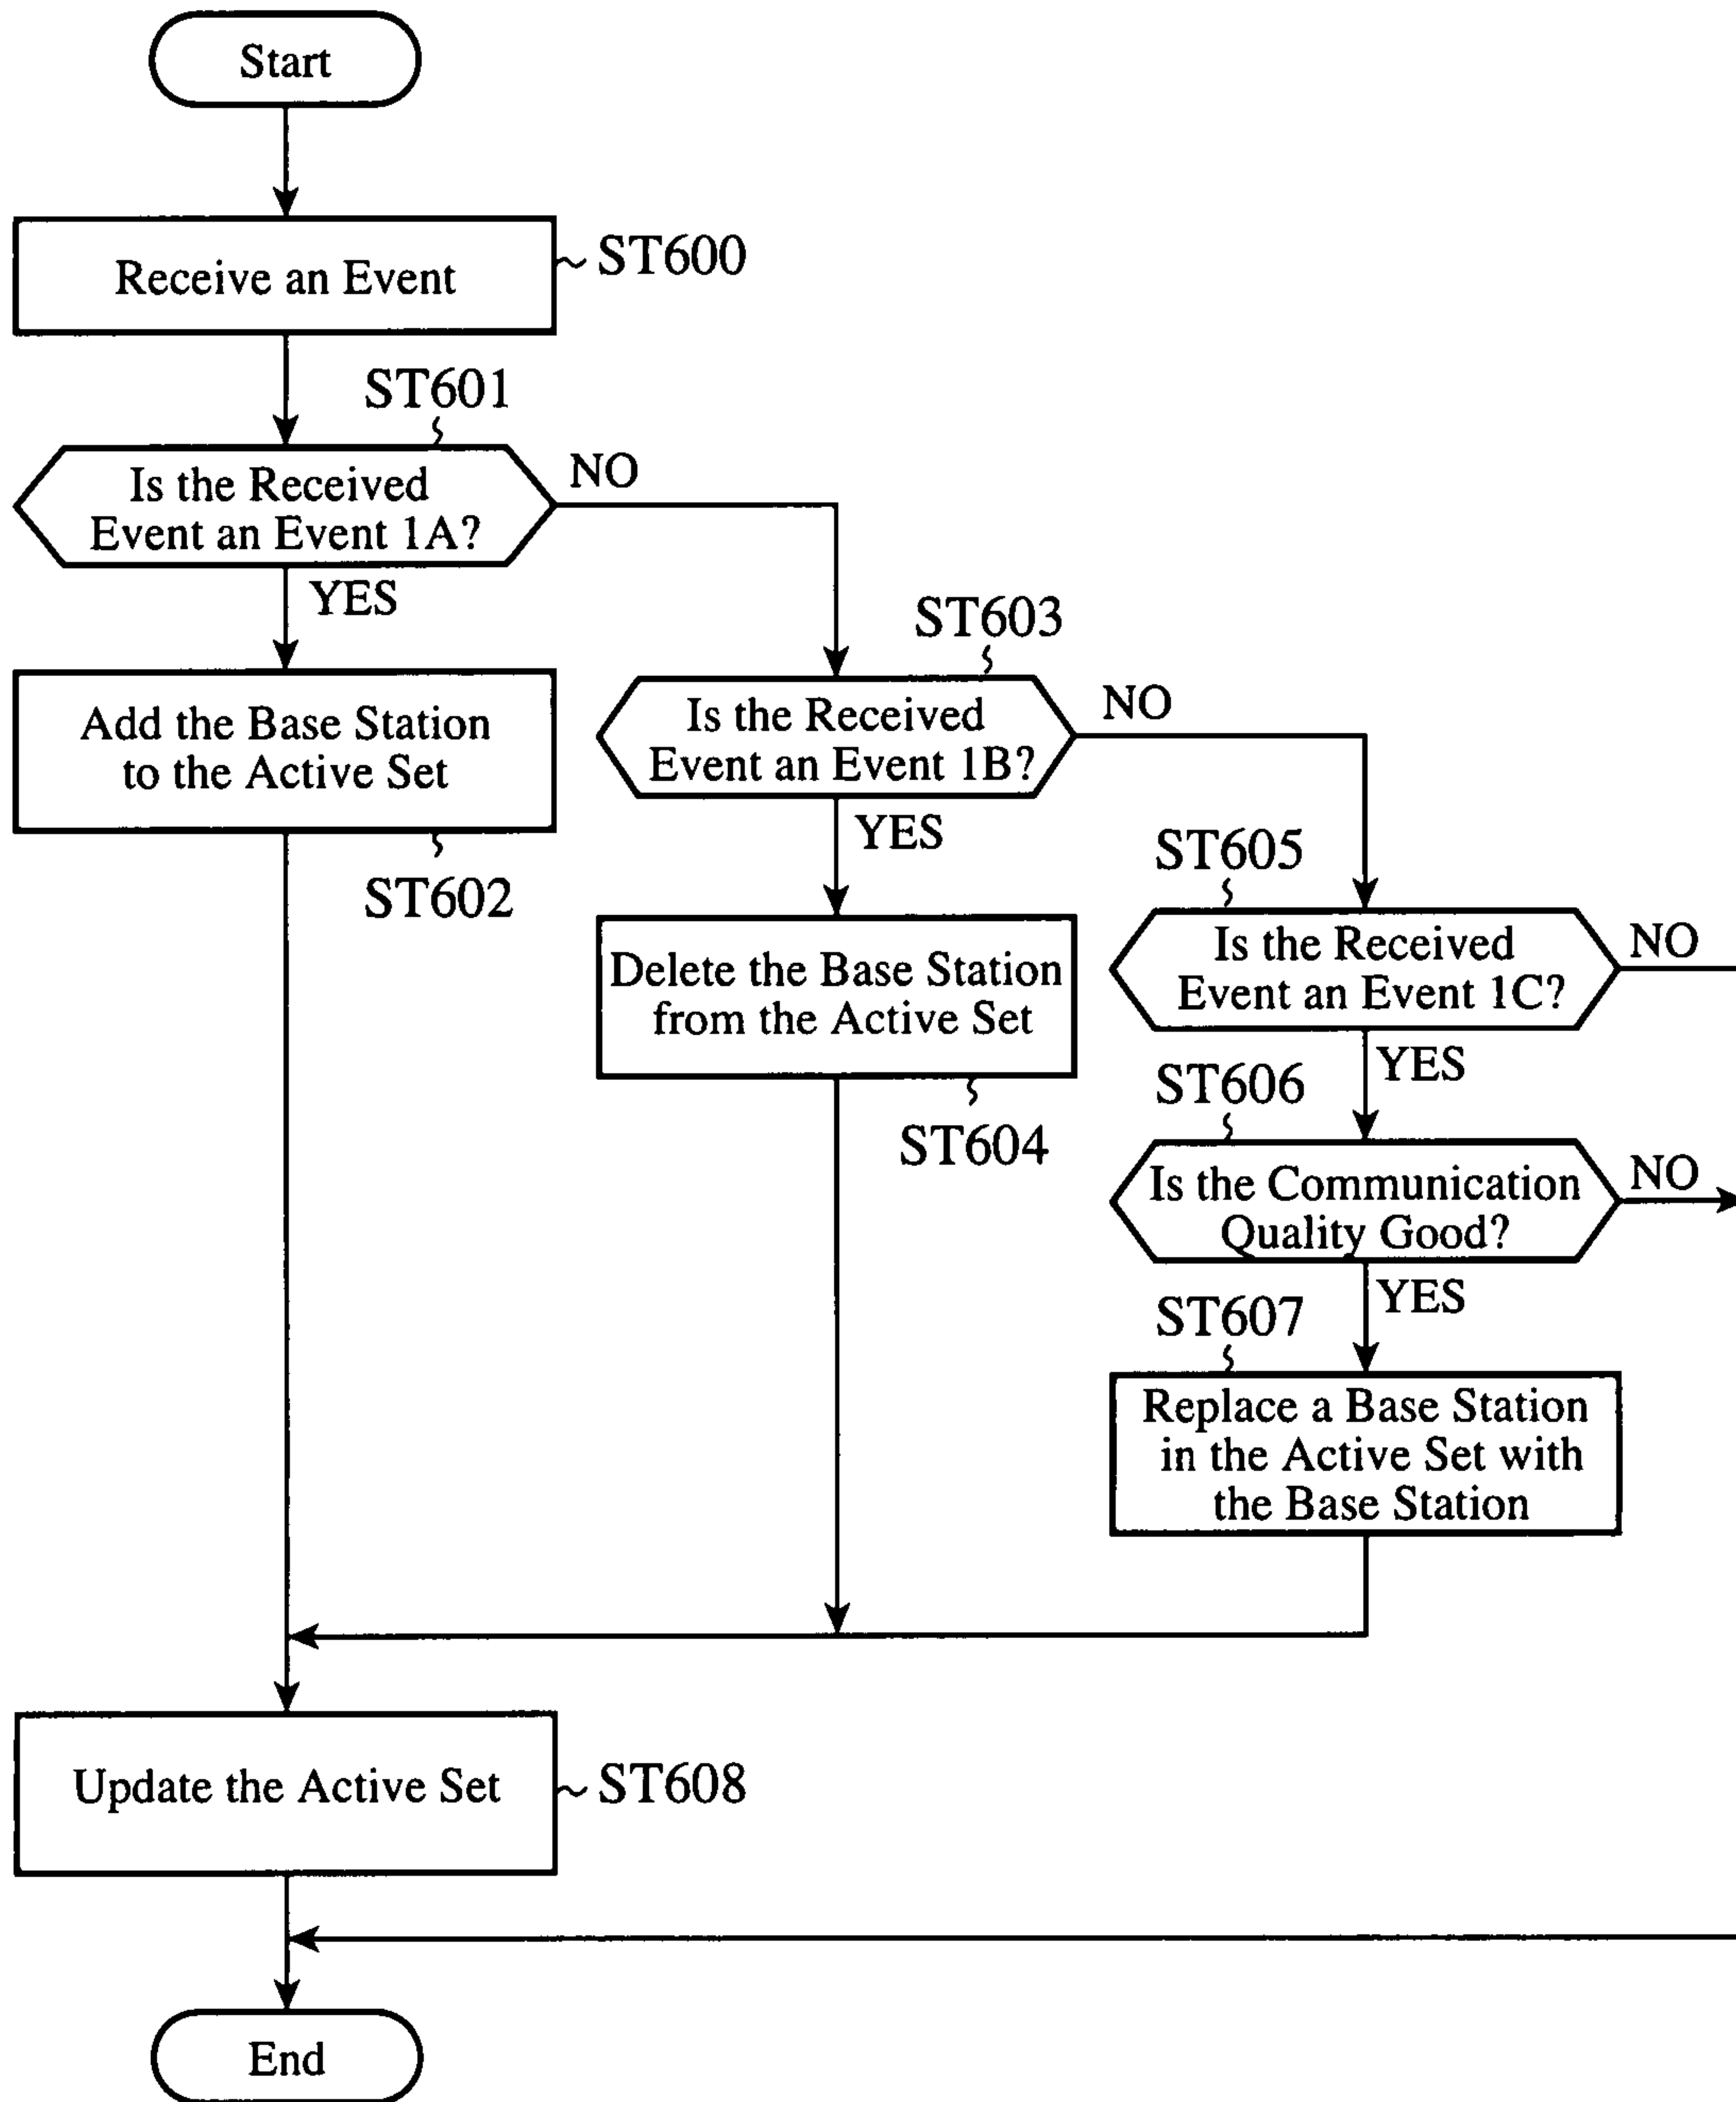 Start
Receive an Event
ST600
ST601
Is the Received
Event an Event 1A?
NO
YES
Add the Base Station
to the Active Set
ST602
ST603
Is the Received
Event an Event 1B?
NO
YES
Delete the Base Station
from the Active Set
ST604
ST605
Is the Received
Event an Event 1C?
NO
YES
ST606
Is the Communication
Quality Good?
NO
YES
ST607
Replace a Base Station
in the Active Set with
the Base Station
Update the Active Set
ST608
End